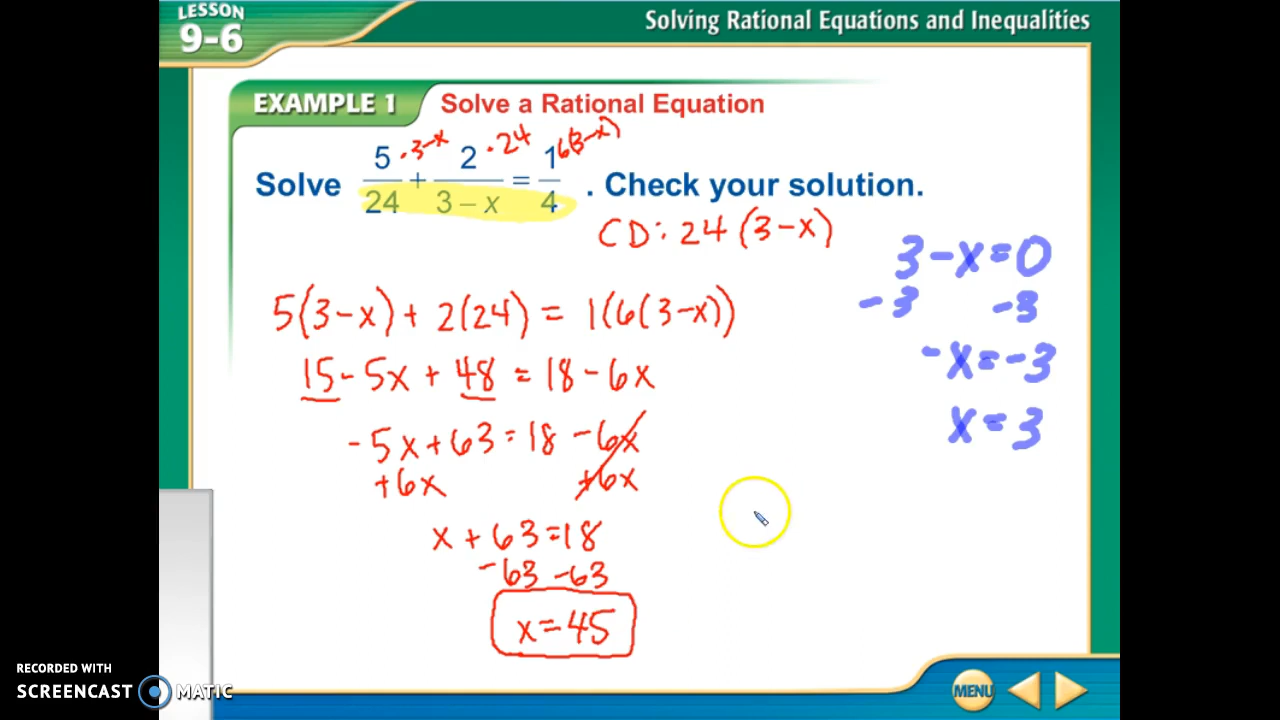 LESSON
9-6
Solving Rational Equations and Inequalities
EXAMPLE 1 Solve a Rational Equation
Solve 5/24 + 2/(3 – x) = 1/4 . Check your solution.
·3-x ·24 6(3-x)
CD: 24(3-x)
5(3-x) + 2(24) = 1(6(3-x))
15 - 5x + 48 = 18 - 6x
-5x + 63 = 18 - 6x
+6x +6x
x + 63 = 18
-63 -63
x = 45
3-x=0
-3 -3
-x=-3
x=3
RECORDED WITH
SCREENCAST MATIC
MENU